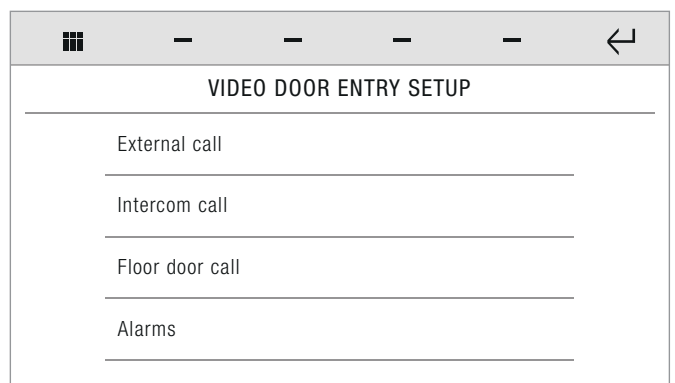 VIDEO DOOR ENTRY SETUP
External call
Intercom call
Floor door call
Alarms